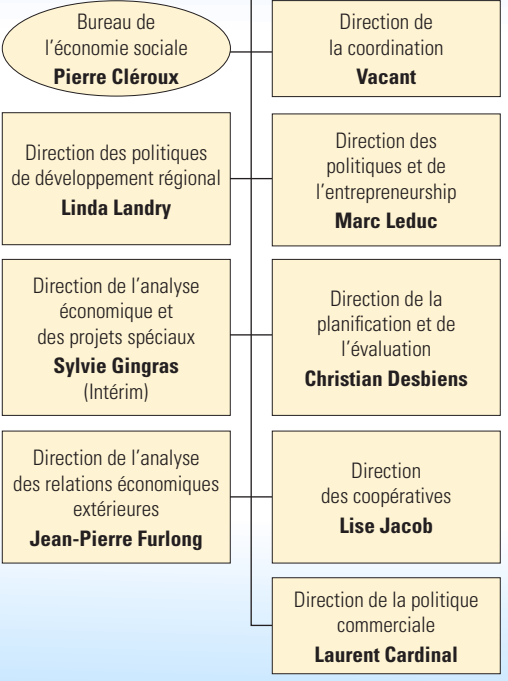 Bureau de
l'économie sociale
Pierre Cléroux
Direction de
la coordination
Vacant
Direction des politiques
de développement régional
Linda Landry
Direction des
politiques et de
l'entrepreneurship
Marc Leduc
Direction de l'analyse
économique et
des projets spéciaux
Sylvie Gingras
(Intérim)
Direction de la
planification et de
l'évaluation
Christian Desbiens
Direction de l'analyse
des relations économiques
extérieures
Jean-Pierre Furlong
Direction
des coopératives
Lise Jacob
Direction de la politique
commerciale
Laurent Cardinal